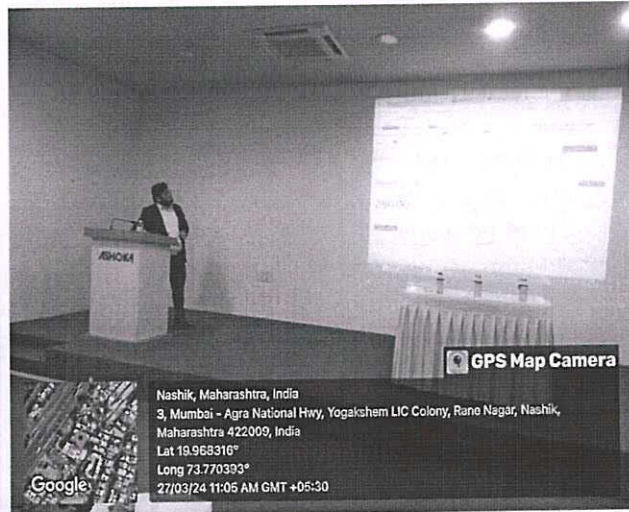 ASHOKA
GPS Map Camera
Nashik, Maharashtra, India
3, Mumbai - Agra National Hwy, Yogakshem LIC Colony, Rane Nagar, Nashik,
Maharashtra 422009, India
Lat 19.968316°
Long 73.770393°
27/03/24 11:05 AM GMT +05:30
Google